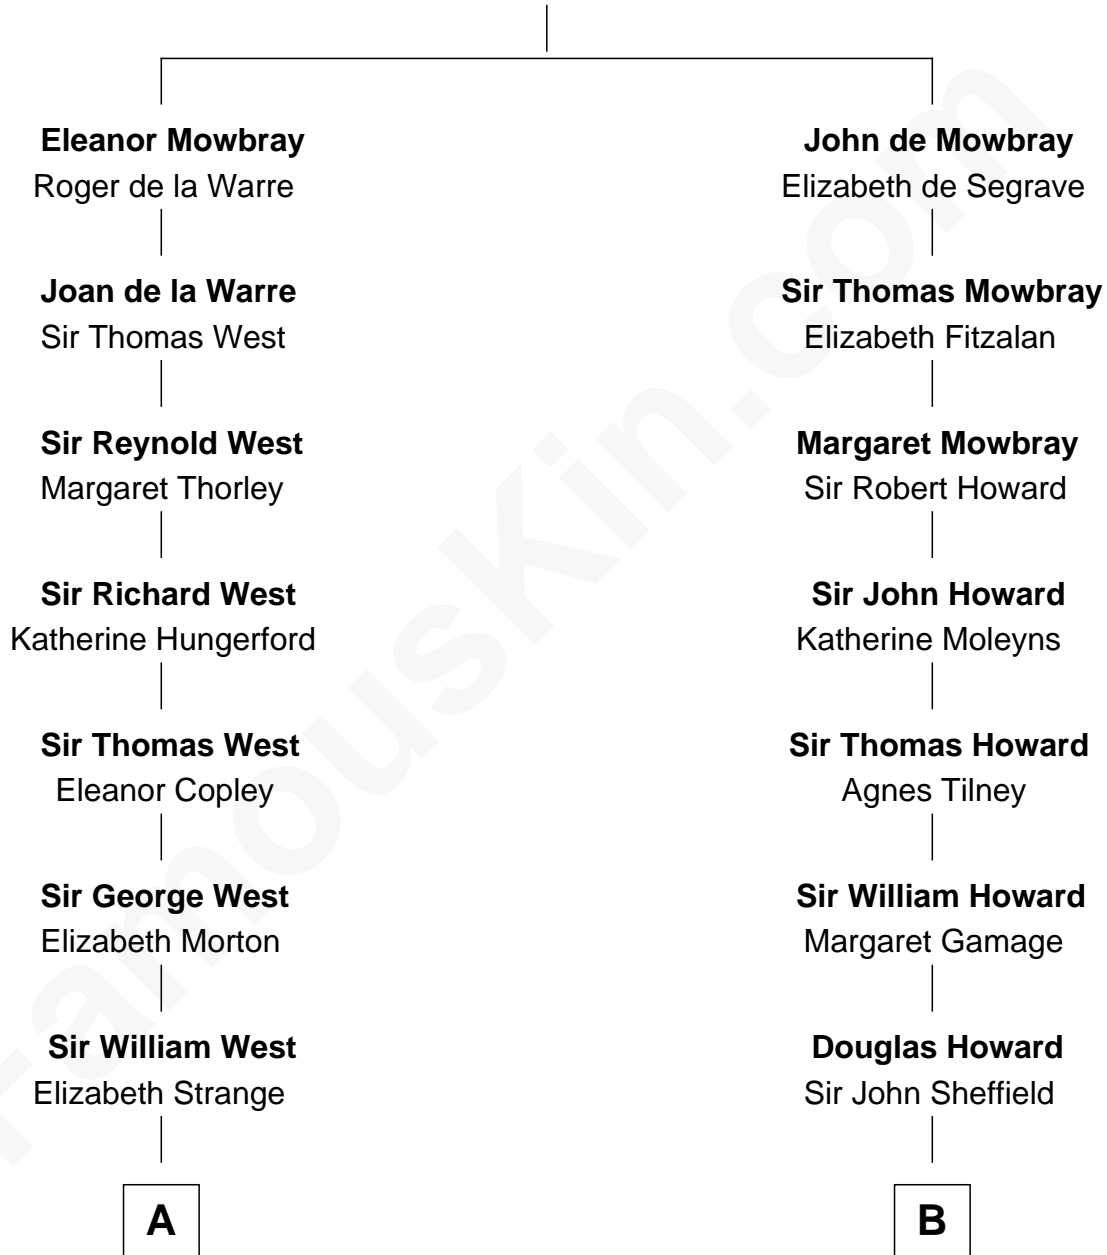 Eleanor Mowbray
Roger de la Warre
Joan de la Warre
Sir Thomas West
Sir Reynold West
Margaret Thorley
Sir Richard West
Katherine Hungerford
Sir Thomas West
Eleanor Copley
Sir George West
Elizabeth Morton
Sir William West
Elizabeth Strange
A
John de Mowbray
Elizabeth de Segrave
Sir Thomas Mowbray
Elizabeth Fitzalan
Margaret Mowbray
Sir Robert Howard
Sir John Howard
Katherine Moleyns
Sir Thomas Howard
Agnes Tilney
Sir William Howard
Margaret Gamage
Douglas Howard
Sir John Sheffield
B
FamousKin.com